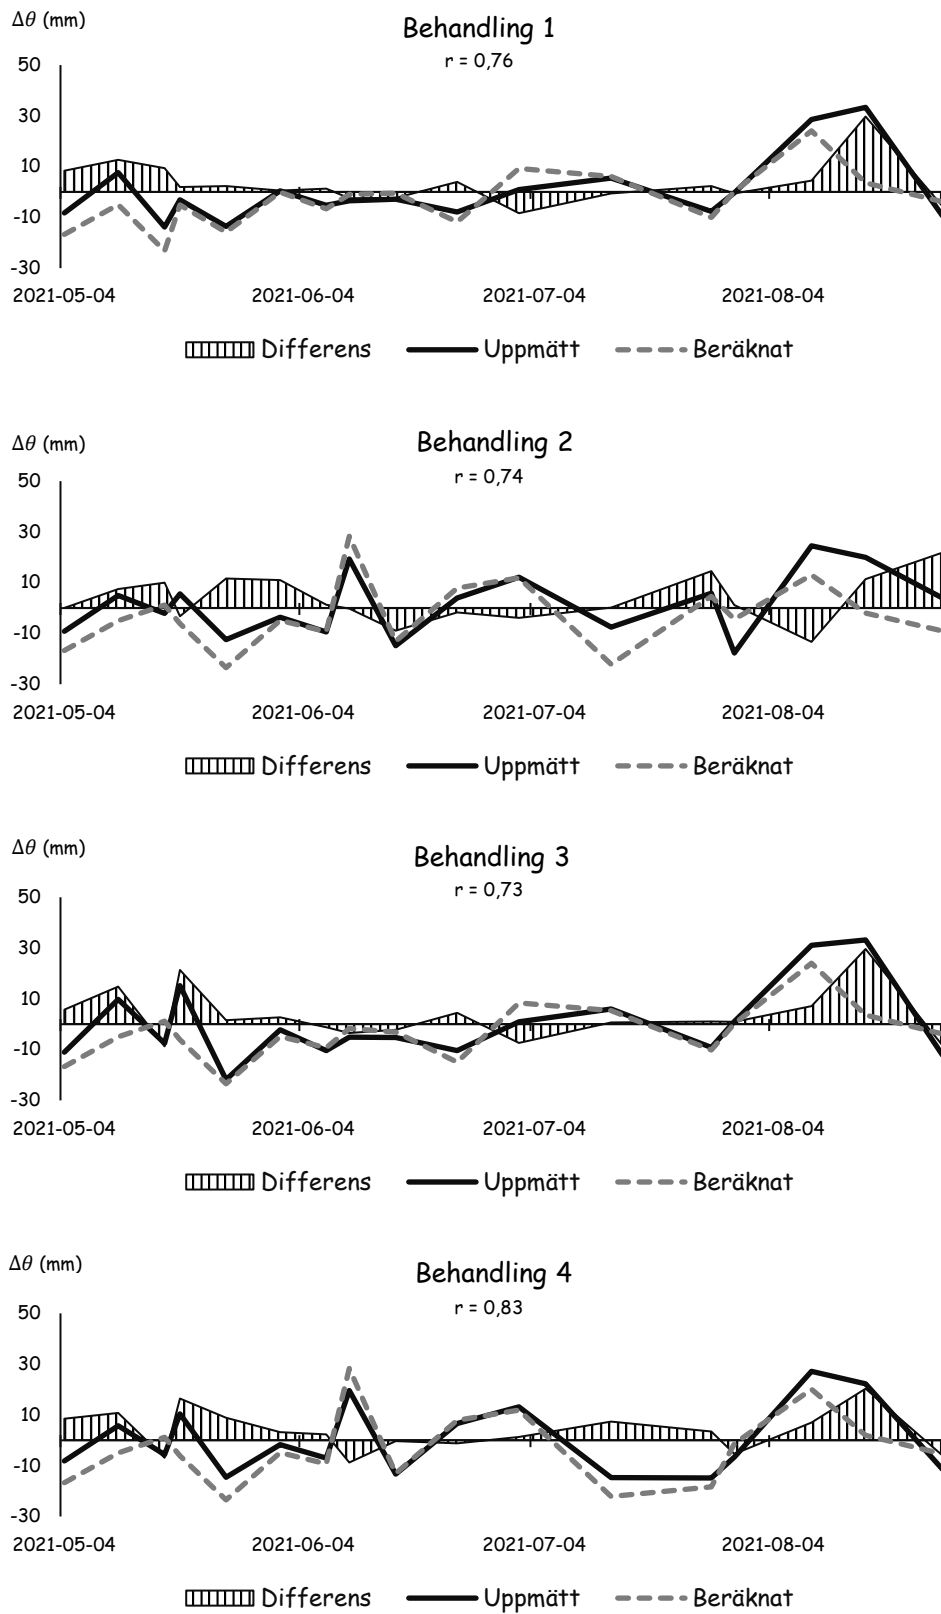 Δθ (mm)
Behandling 1
r = 0,76
50
30
10
-10
-30
2021-05-04 2021-06-04 2021-07-04 2021-08-04
Differens Uppmätt Beräknat
Δθ (mm)
Behandling 2
r = 0,74
50
30
10
-10
-30
2021-05-04 2021-06-04 2021-07-04 2021-08-04
Differens Uppmätt Beräknat
Δθ (mm)
Behandling 3
r = 0,73
50
30
10
-10
-30
2021-05-04 2021-06-04 2021-07-04 2021-08-04
Differens Uppmätt Beräknat
Δθ (mm)
Behandling 4
r = 0,83
50
30
10
-10
-30
2021-05-04 2021-06-04 2021-07-04 2021-08-04
Differens Uppmätt Beräknat